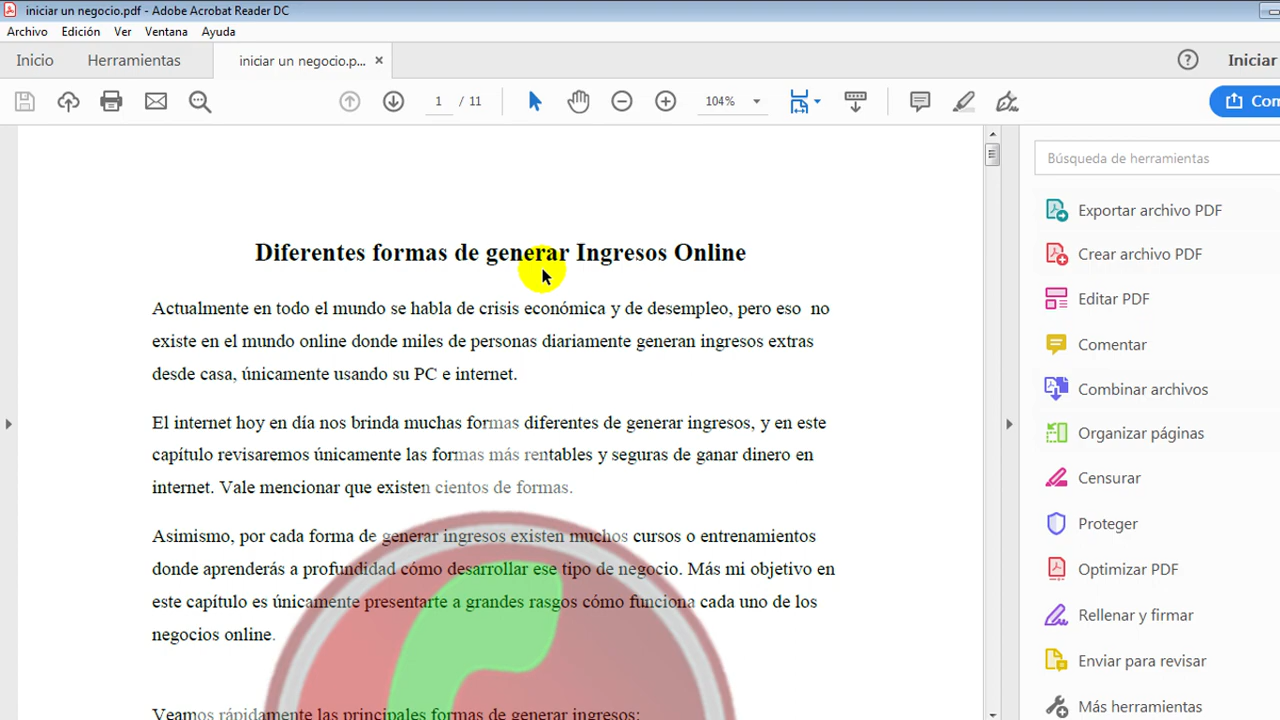 iniciar un negocio.pdf - Adobe Acrobat Reader DC
Archivo Edición Ver Ventana Ayuda
Inicio Herramientas iniciar un negocio.p... × ? Iniciar
1 / 11 104% Com
Búsqueda de herramientas
Exportar archivo PDF
Crear archivo PDF
Editar PDF
Comentar
Combinar archivos
Organizar páginas
Censurar
Proteger
Optimizar PDF
Rellenar y firmar
Enviar para revisar
Más herramientas
Diferentes formas de generar Ingresos Online
Actualmente en todo el mundo se habla de crisis económica y de desempleo, pero eso no
existe en el mundo online donde miles de personas diariamente generan ingresos extras
desde casa, únicamente usando su PC e internet.
El internet hoy en día nos brinda muchas formas diferentes de generar ingresos, y en este
capítulo revisaremos únicamente las formas más rentables y seguras de ganar dinero en
internet. Vale mencionar que existen cientos de formas.
Asimismo, por cada forma de generar ingresos existen muchos cursos o entrenamientos
donde aprenderás a profundidad cómo desarrollar ese tipo de negocio. Más mi objetivo en
este capítulo es únicamente presentarte a grandes rasgos cómo funciona cada uno de los
negocios online.
Veamos rápidamente las principales formas de generar ingresos: